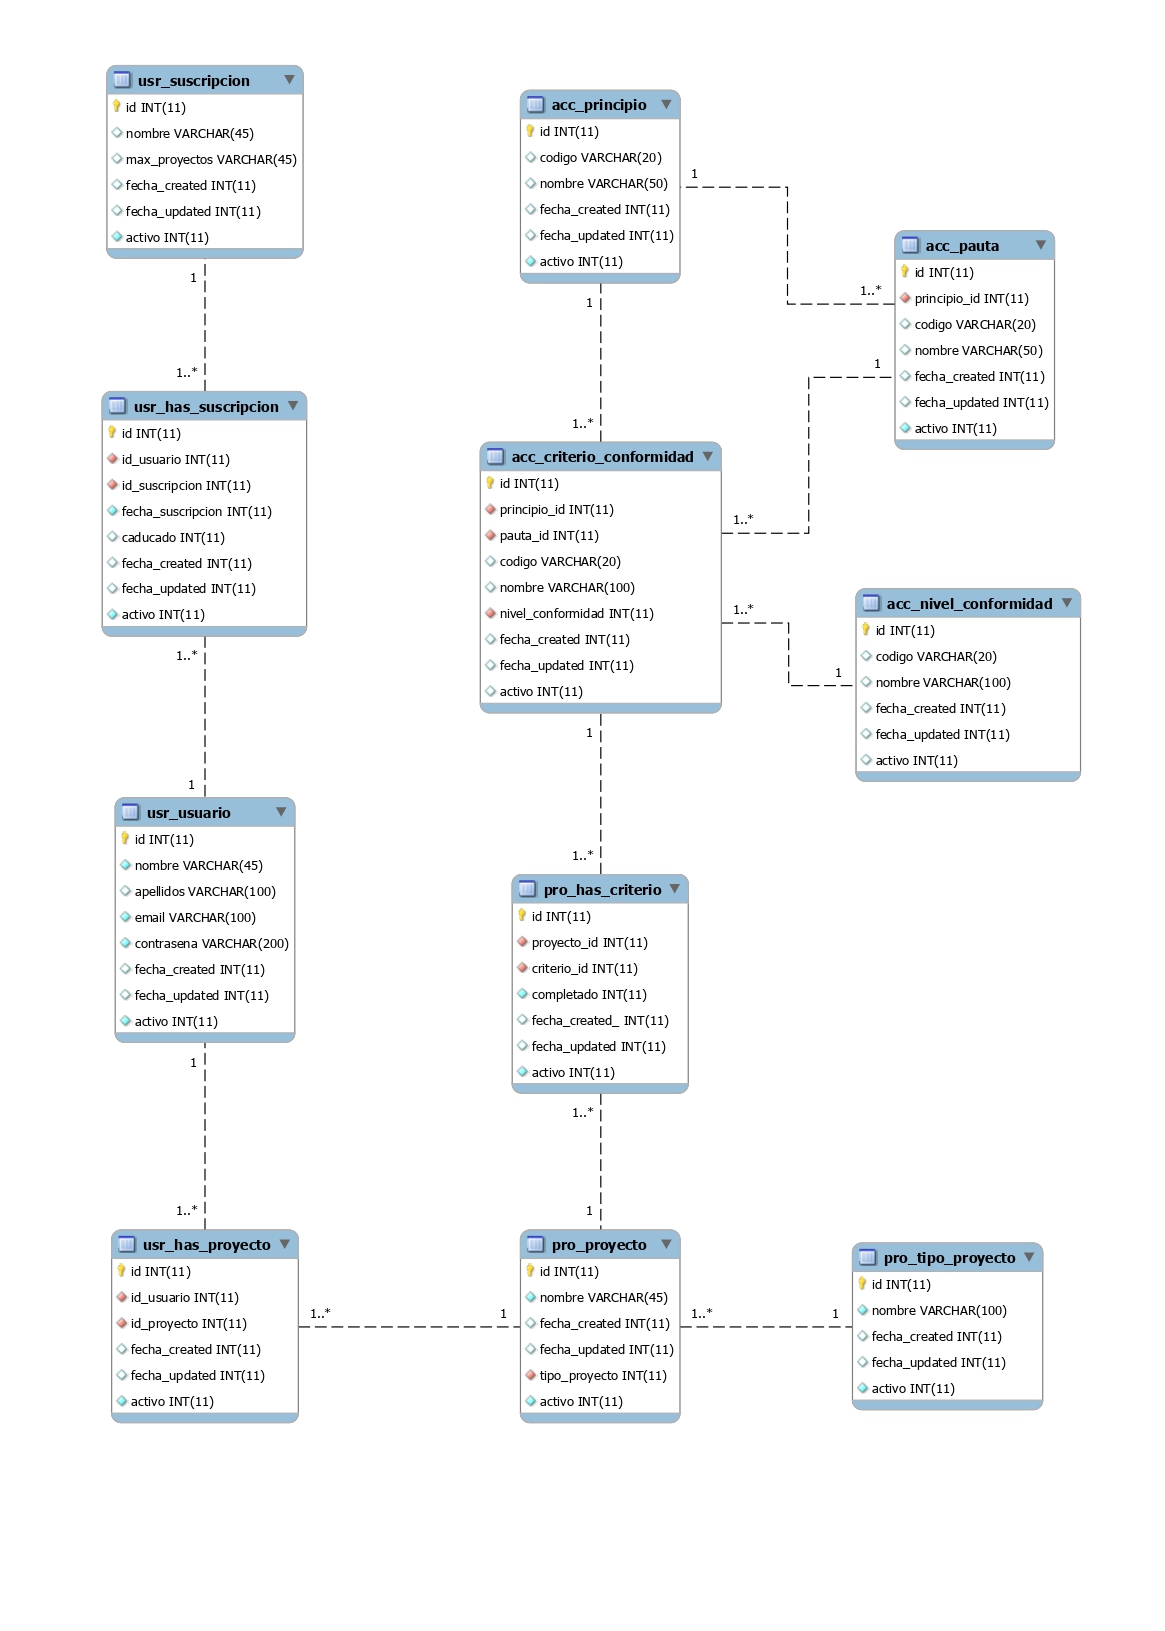 usr_suscripcion
id INT(11)
nombre VARCHAR(45)
max_proyectos VARCHAR(45)
fecha_created INT(11)
fecha_updated INT(11)
activo INT(11)
1
1..*
usr_has_suscripcion
id INT(11)
id_usuario INT(11)
id_suscripcion INT(11)
fecha_suscripcion INT(11)
caducado INT(11)
fecha_created INT(11)
fecha_updated INT(11)
activo INT(11)
1..*
1
usr_usuario
id INT(11)
nombre VARCHAR(45)
apellidos VARCHAR(100)
email VARCHAR(100)
contrasena VARCHAR(200)
fecha_created INT(11)
fecha_updated INT(11)
activo INT(11)
1
1..*
usr_has_proyecto
id INT(11)
id_usuario INT(11)
id_proyecto INT(11)
fecha_created INT(11)
fecha_updated INT(11)
activo INT(11)
1..*
1
acc_principio
id INT(11)
codigo VARCHAR(20)
nombre VARCHAR(50)
fecha_created INT(11)
fecha_updated INT(11)
activo INT(11)
1
1..*
1
1..*
acc_criterio_conformidad
id INT(11)
principio_id INT(11)
pauta_id INT(11)
codigo VARCHAR(20)
nombre VARCHAR(100)
nivel_conformidad INT(11)
fecha_created INT(11)
fecha_updated INT(11)
activo INT(11)
1..*
1
1..*
1
1
1..*
pro_has_criterio
id INT(11)
proyecto_id INT(11)
criterio_id INT(11)
completado INT(11)
fecha_created_ INT(11)
fecha_updated INT(11)
activo INT(11)
1..*
1
pro_proyecto
id INT(11)
nombre VARCHAR(45)
fecha_created INT(11)
fecha_updated INT(11)
tipo_proyecto INT(11)
activo INT(11)
1..*
1
acc_pauta
id INT(11)
principio_id INT(11)
codigo VARCHAR(20)
nombre VARCHAR(50)
fecha_created INT(11)
fecha_updated INT(11)
activo INT(11)
acc_nivel_conformidad
id INT(11)
codigo VARCHAR(20)
nombre VARCHAR(100)
fecha_created INT(11)
fecha_updated INT(11)
activo INT(11)
pro_tipo_proyecto
id INT(11)
nombre VARCHAR(100)
fecha_created INT(11)
fecha_updated INT(11)
activo INT(11)